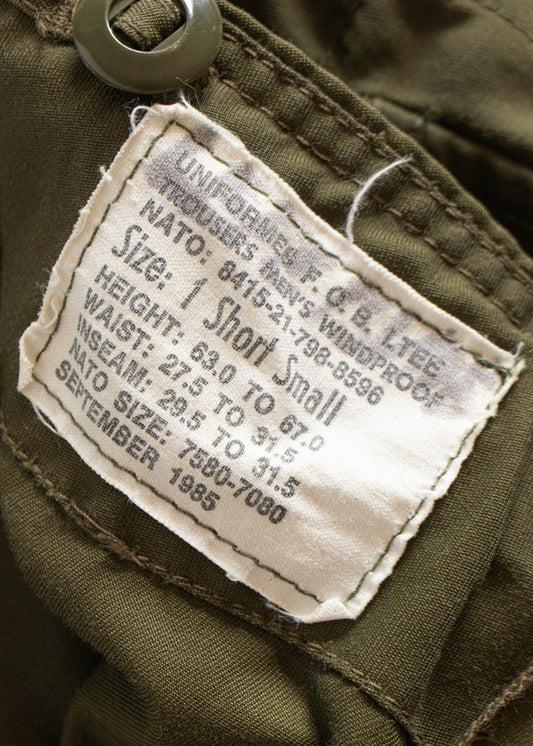 UNIFORMES F. O. B. LTEE
TROUSERS MEN'S WINDPROOF
NATO: 8415-21-798-8596
Size: 1 Short Small
HEIGHT: 63.0 TO 67.0
WAIST: 27.5 TO 31.5
INSEAM: 29.5 TO 31.5
NATO SIZE: 7580-7080
SEPTEMBER 1985